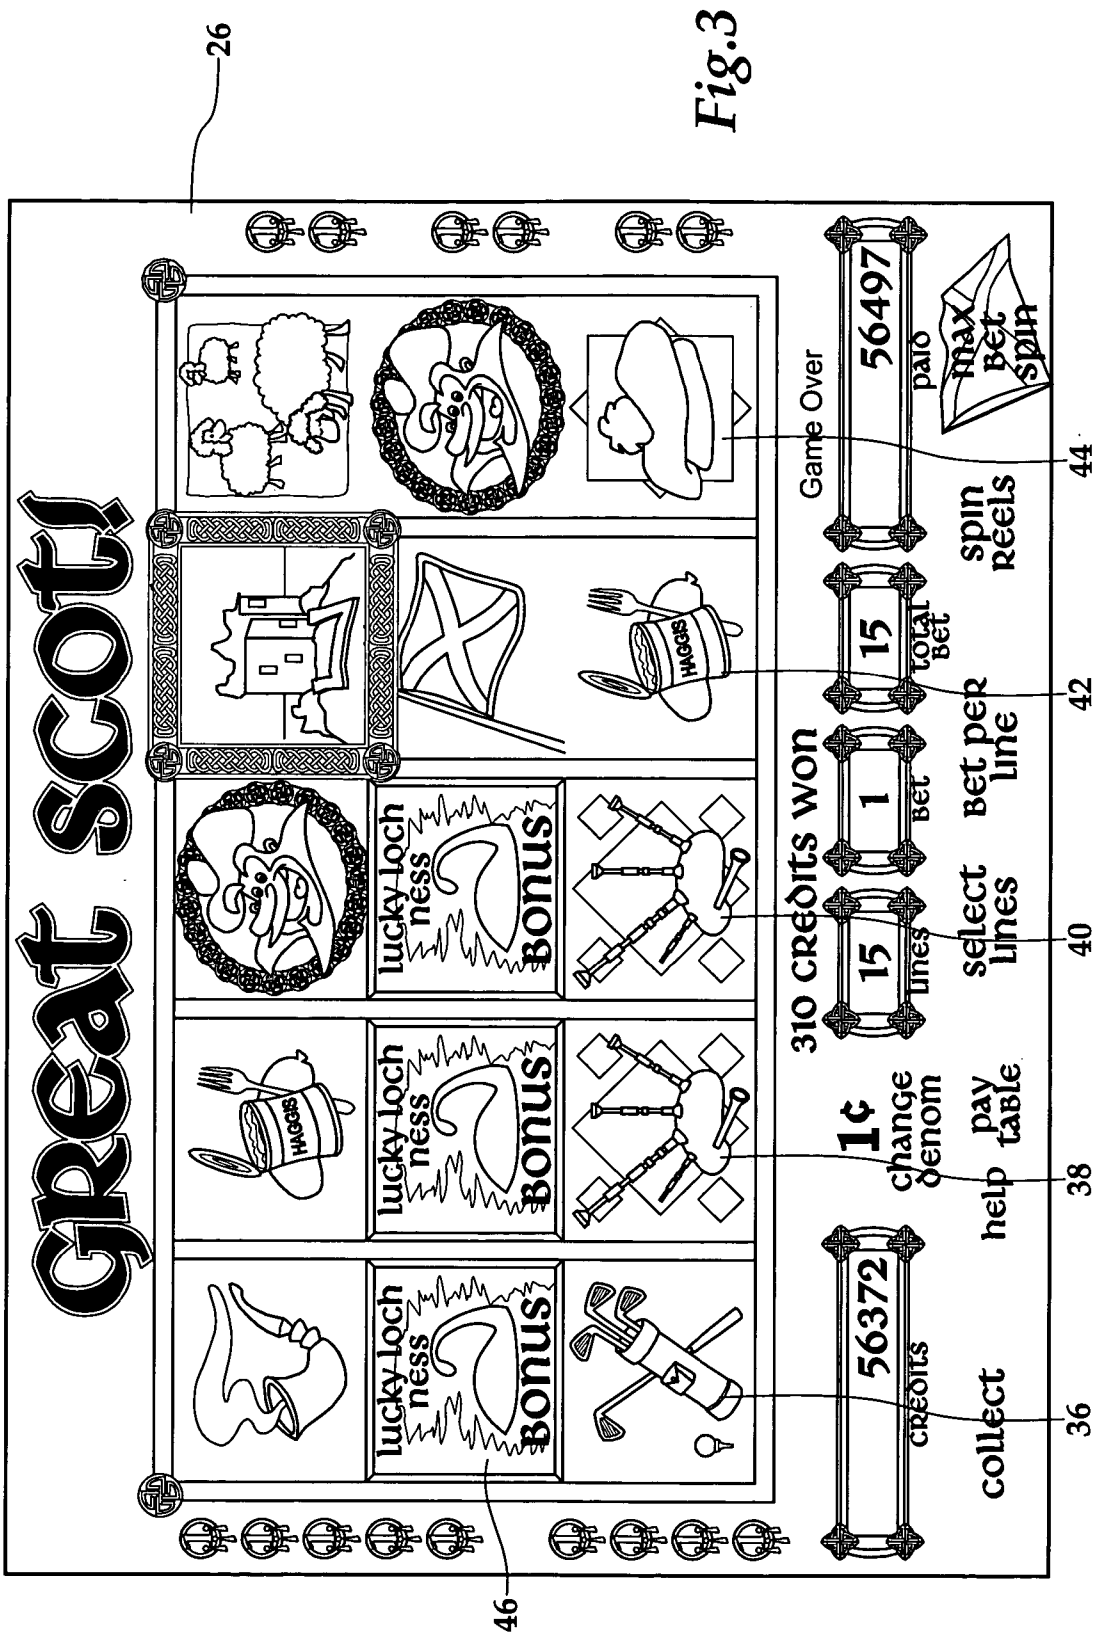 26
Great Scot!
HAGGIS
lucky loch
ness
Bonus
lucky loch
ness
Bonus
lucky loch
ness
Bonus
HAGGIS
46
310 credits won
Game Over
56372
credits
1¢
change
denom
15
lines
1
Bet
15
total
Bet
56497
paid
collect
help
pay
table
select
lines
Bet per
line
spin
reels
max
Bet
spin
36
38
40
42
44
Fig.3